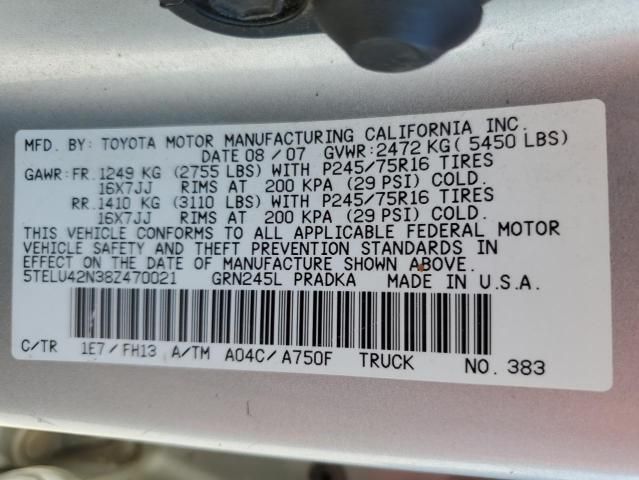 MFD. BY: TOYOTA MOTOR MANUFACTURING CALIFORNIA INC.
DATE 08 / 07 GVWR:2472 KG( 5450 LBS)
GAWR:FR.1249 KG (2755 LBS) WITH P245/75R16 TIRES
16X7JJ RIMS AT 200 KPA (29 PSI) COLD.
RR.1410 KG (3110 LBS) WITH P245/75R16 TIRES
16X7JJ RIMS AT 200 KPA (29 PSI) COLD.
THIS VEHICLE CONFORMS TO ALL APPLICABLE FEDERAL MOTOR
VEHICLE SAFETY AND THEFT PREVENTION STANDARDS IN
EFFECT ON THE DATE OF MANUFACTURE SHOWN ABOVE.
5TELU42N38Z470021 GRN245L PRADKA MADE IN U.S.A.
C/TR 1E7/FH13 A/TM A04C/A750F TRUCK NO. 383